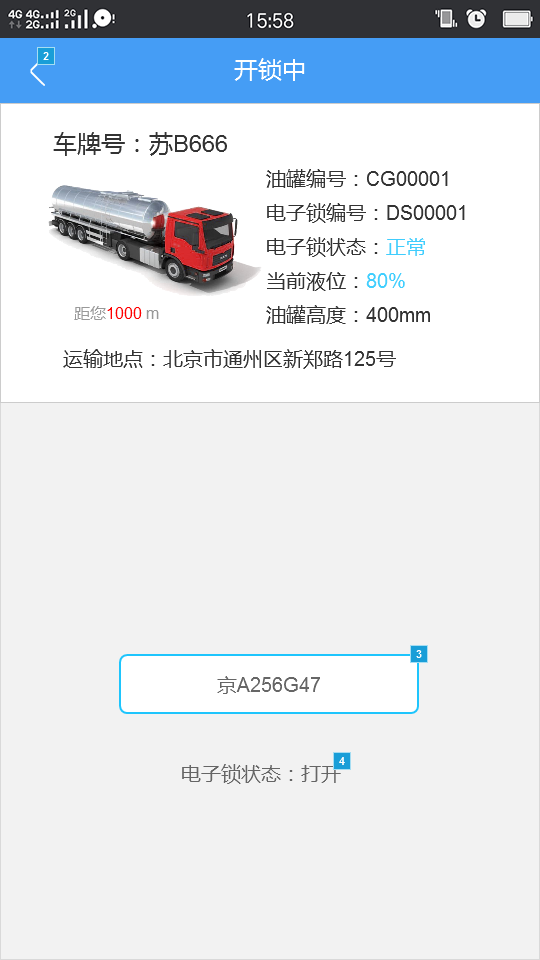 4G 4G 2G 2G 15:58
2
开锁中
车牌号：苏B666
油罐编号：CG00001
电子锁编号：DS00001
电子锁状态：正常
当前液位：80%
油罐高度：400mm
距您1000 m
运输地点：北京市通州区新郑路125号
3
京A256G47
4
电子锁状态：打开